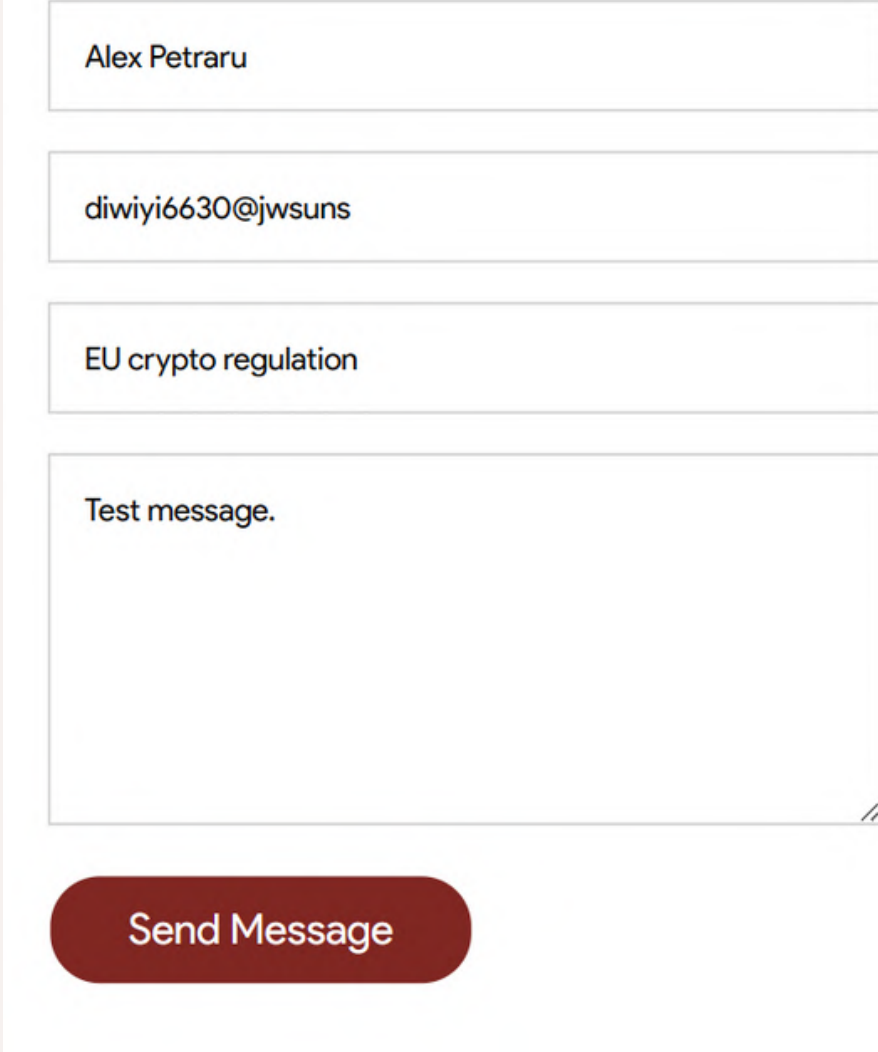 Alex Petraru
diwiyi6630@jwsuns
EU crypto regulation
Test message.
Send Message